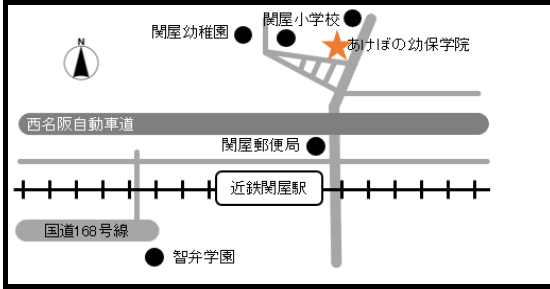 関屋小学校
関屋幼稚園
あけぼの幼保学院
N
西名阪自動車道
関屋郵便局
近鉄関屋駅
国道168号線
智弁学園